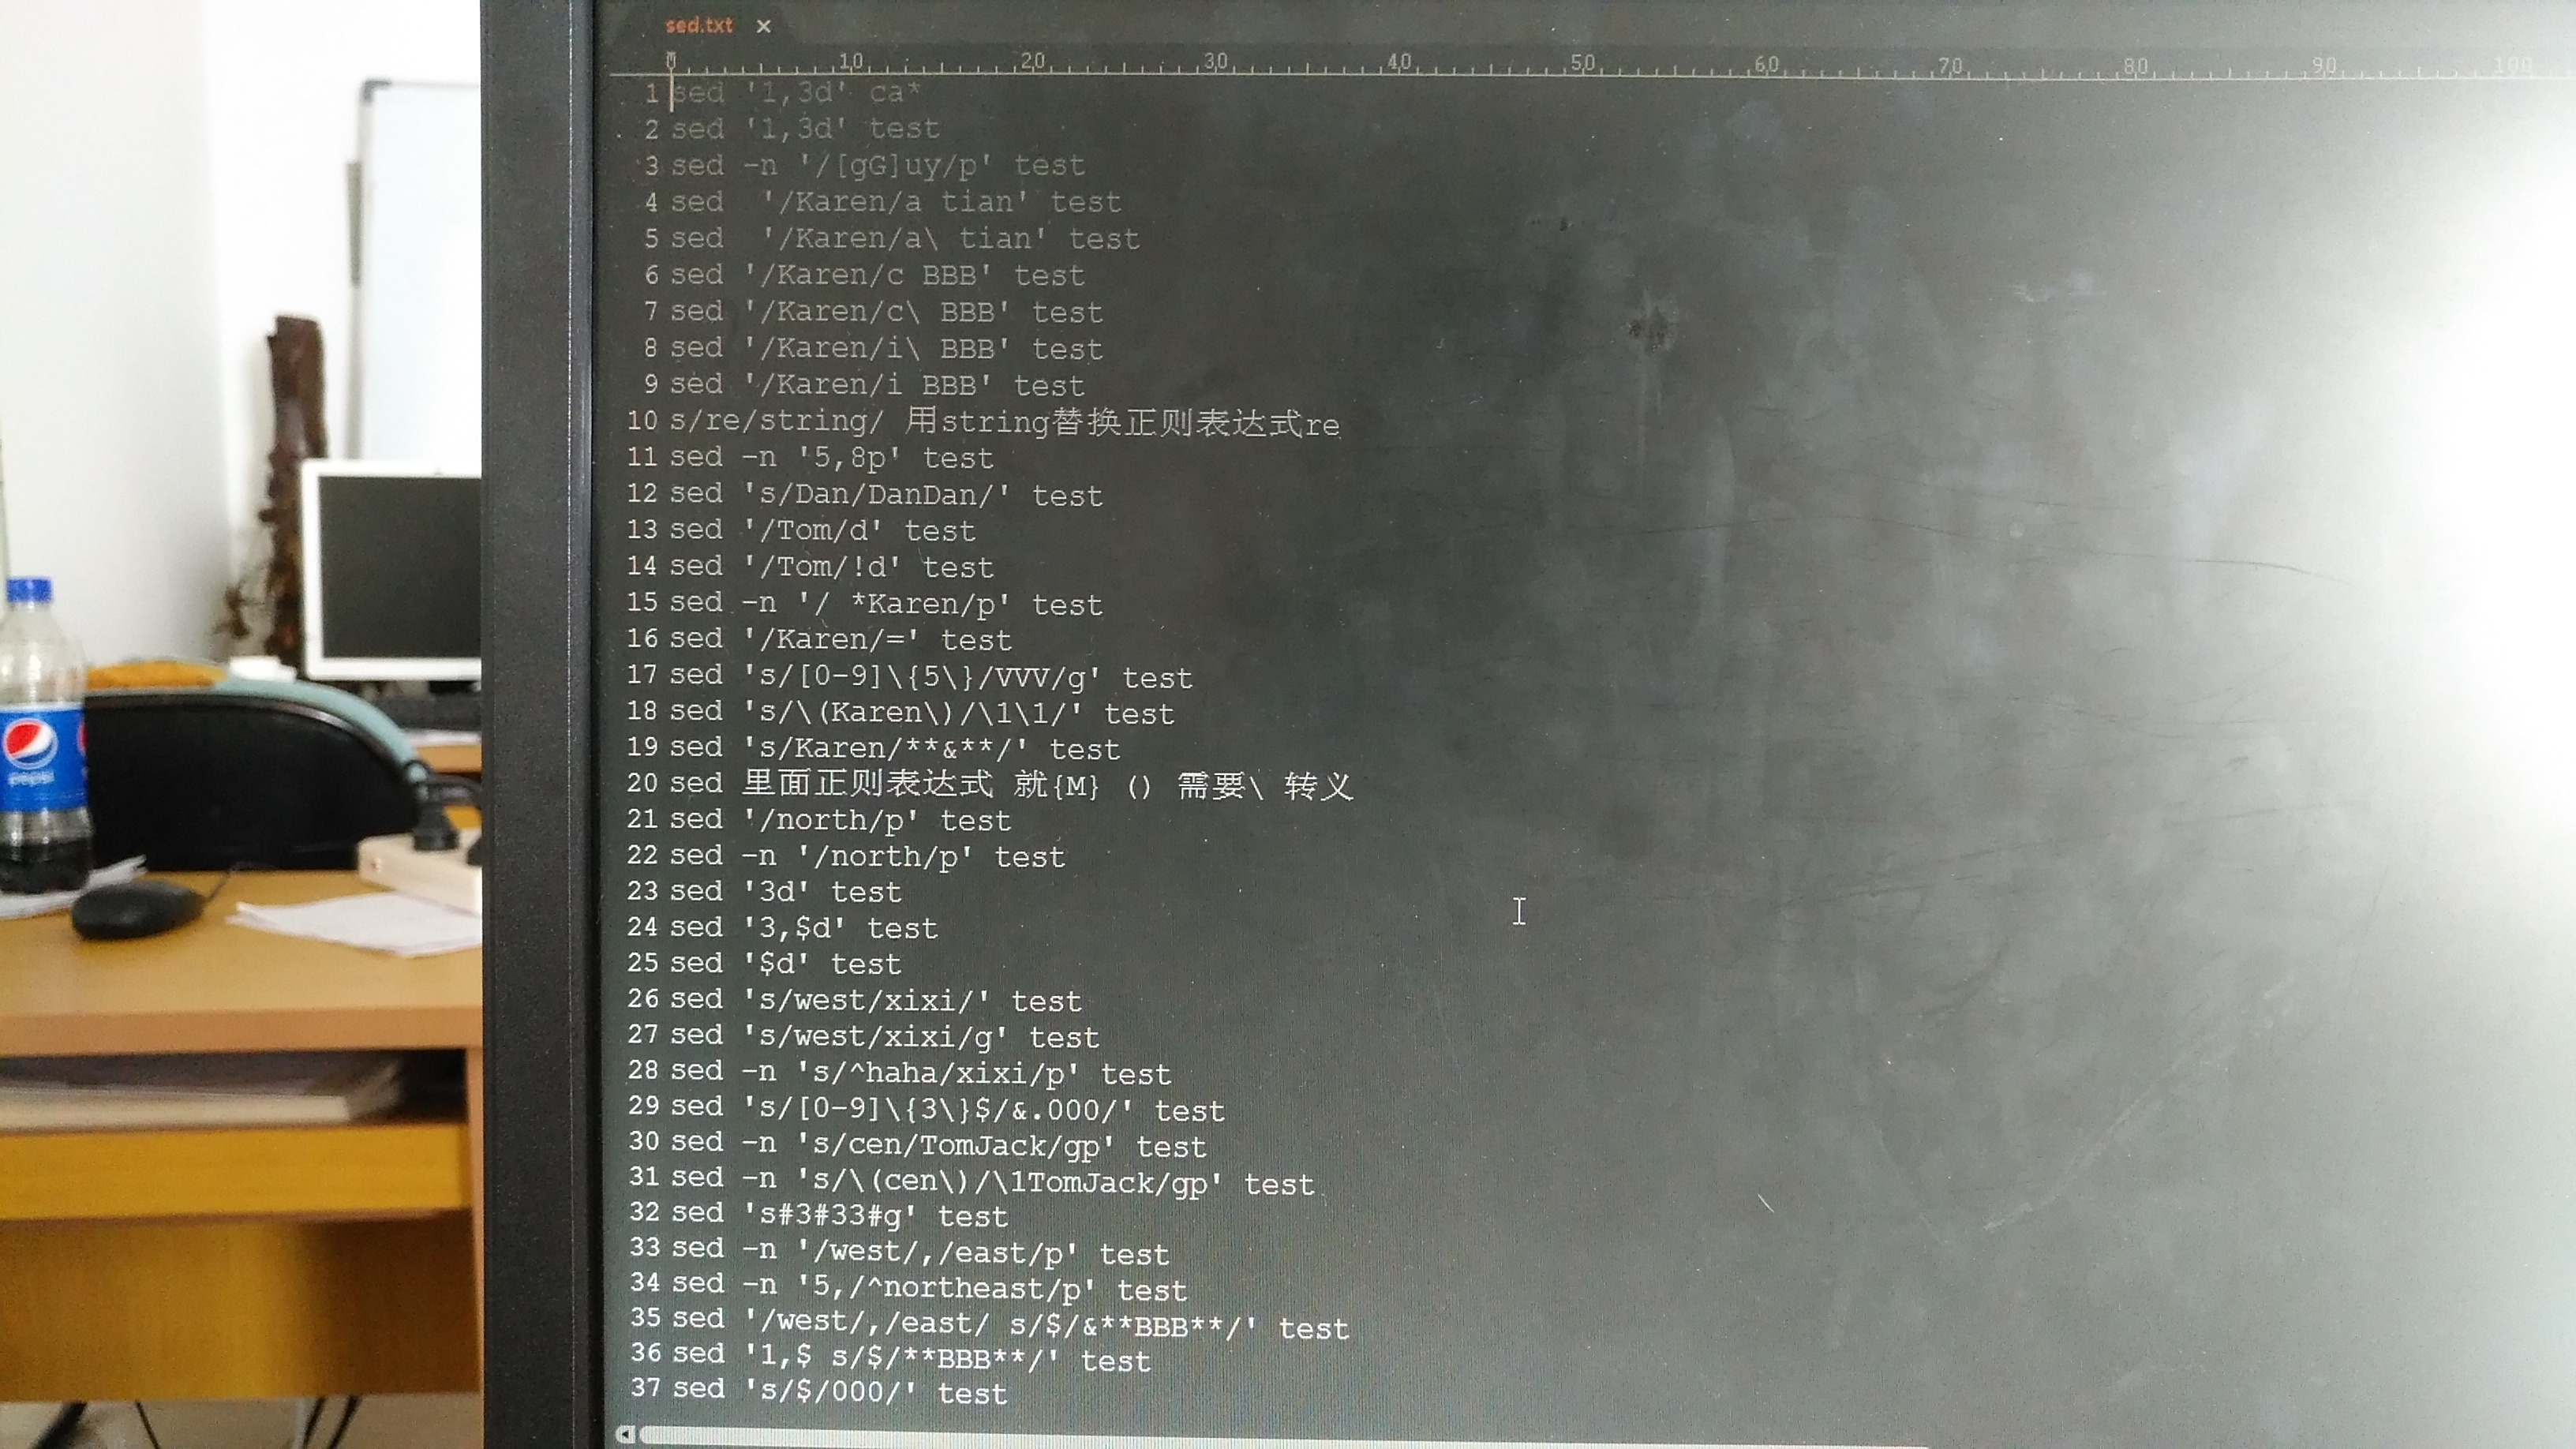 sed.txt ×
0 10 20 30 40 50 60 70 80 90 100
1 sed '1,3d' ca*
2 sed '1,3d' test
3 sed -n '/[gG]uy/p' test
4 sed  '/Karen/a tian' test
5 sed  '/Karen/a\ tian' test
6 sed '/Karen/c BBB' test
7 sed '/Karen/c\ BBB' test
8 sed '/Karen/i\ BBB' test
9 sed '/Karen/i BBB' test
10 s/re/string/ 用string替换正则表达式re
11 sed -n '5,8p' test
12 sed 's/Dan/DanDan/' test
13 sed '/Tom/d' test
14 sed '/Tom/!d' test
15 sed -n '/ *Karen/p' test
16 sed '/Karen/=' test
17 sed 's/[0-9]\{5\}/VVV/g' test
18 sed 's/\(Karen\)/\1\1/' test
19 sed 's/Karen/**&**/' test
20 sed 里面正则表达式 就{M} () 需要\ 转义
21 sed '/north/p' test
22 sed -n '/north/p' test
23 sed '3d' test
24 sed '3,$d' test
25 sed '$d' test
26 sed 's/west/xixi/' test
27 sed 's/west/xixi/g' test
28 sed -n 's/^haha/xixi/p' test
29 sed 's/[0-9]\{3\}$/&.000/' test
30 sed -n 's/cen/TomJack/gp' test
31 sed -n 's/\(cen\)/\1TomJack/gp' test
32 sed 's#3#33#g' test
33 sed -n '/west/,/east/p' test
34 sed -n '5,/^northeast/p' test
35 sed '/west/,/east/ s/$/&**BBB**/' test
36 sed '1,$ s/$/**BBB**/' test
37 sed 's/$/000/' test
pepsi